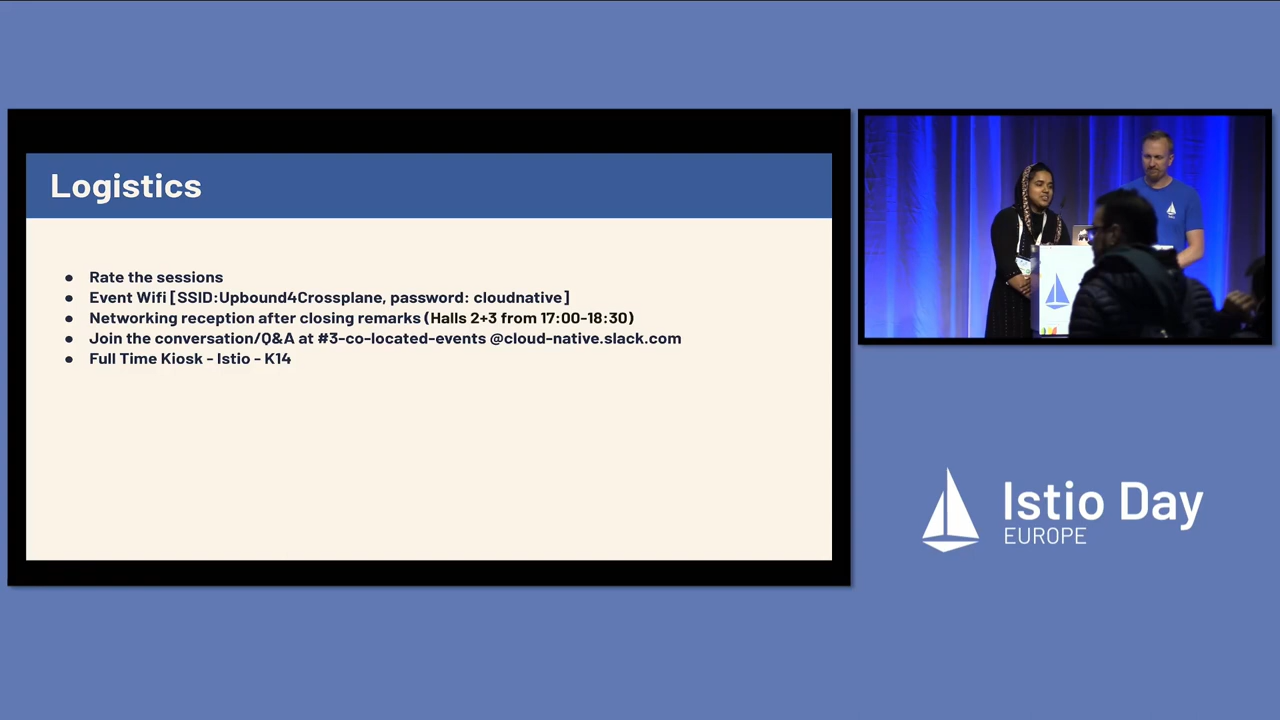 Logistics
● Rate the sessions
● Event Wifi [SSID:Upbound4Crossplane, password: cloudnative]
● Networking reception after closing remarks (Halls 2+3 from 17:00-18:30)
● Join the conversation/Q&A at #3-co-located-events @cloud-native.slack.com
● Full Time Kiosk - Istio - K14
Istio Day
EUROPE